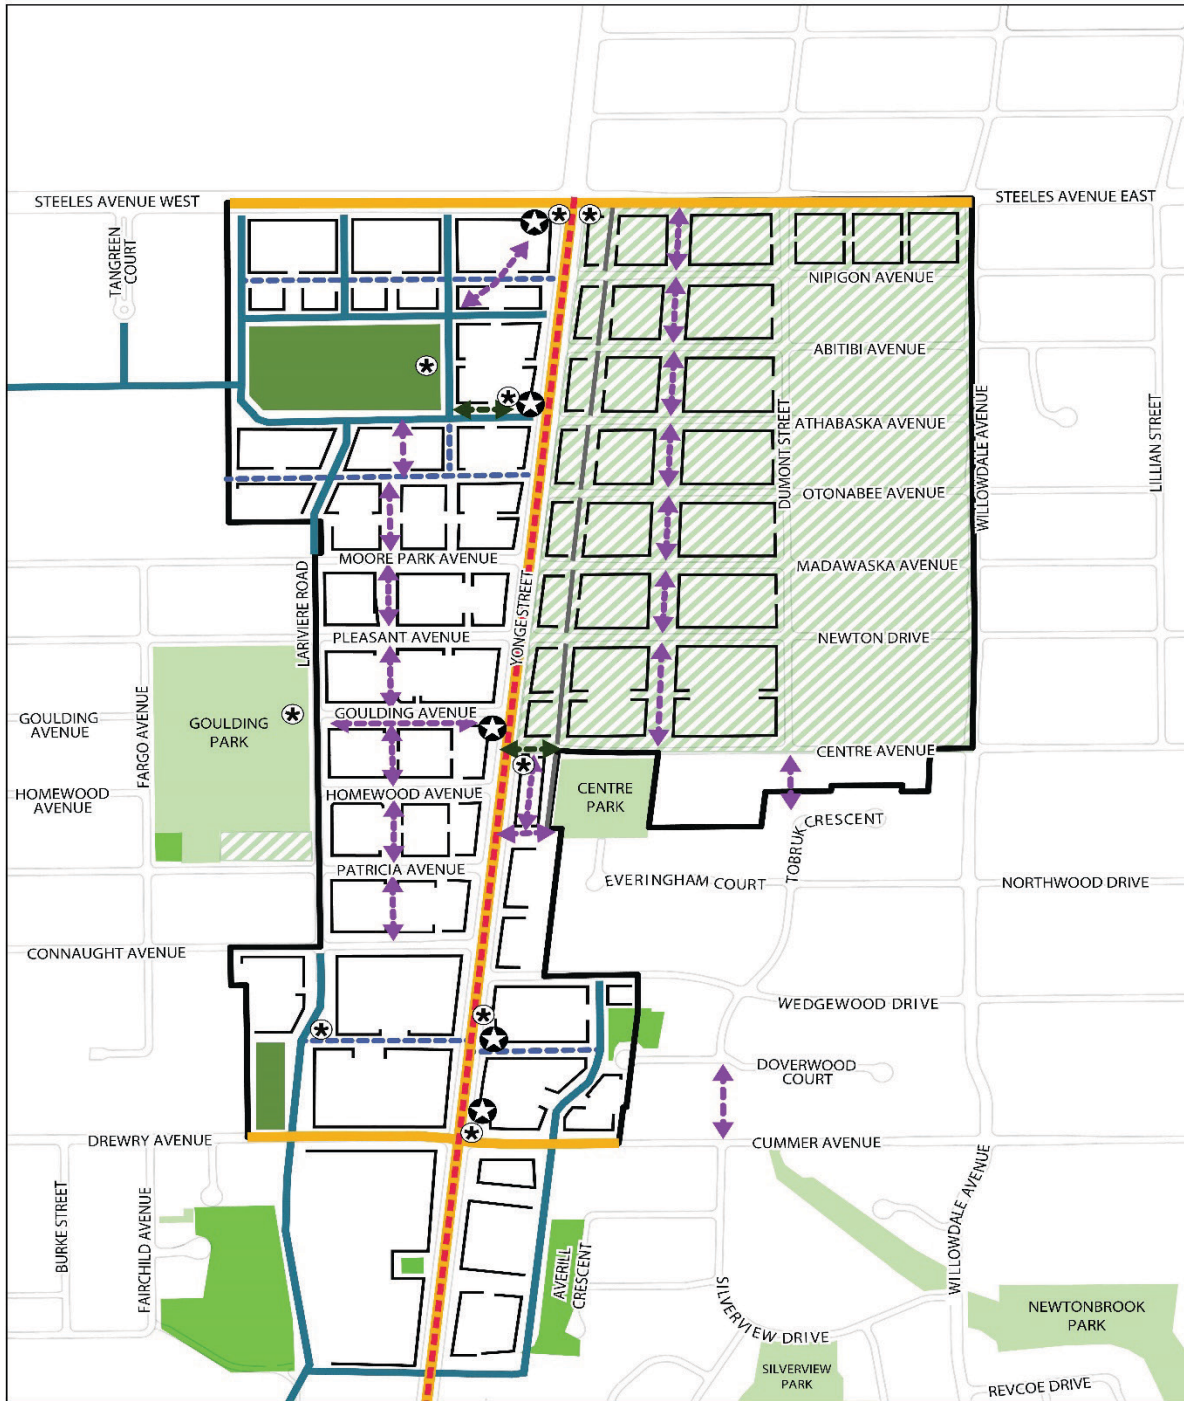 STEELES AVENUE WEST
STEELES AVENUE EAST
TANGREEN
COURT
NIPIGON AVENUE
ABITIBI AVENUE
ATHABASKA AVENUE
DUMONT STREET
WILLOWDALE AVENUE
LILLIAN STREET
OTONABEE AVENUE
MOORE PARK AVENUE
MADAWASKA AVENUE
LARIVIERE ROAD
YONGE STREET
PLEASANT AVENUE
NEWTON DRIVE
GOULDING
AVENUE
FARGO AVENUE
GOULDING
PARK
GOULDING AVENUE
CENTRE AVENUE
HOMEWOOD
AVENUE
HOMEWOOD AVENUE
CENTRE
PARK
TOBRUK CRESCENT
PATRICIA AVENUE
EVERINGHAM COURT
NORTHWOOD DRIVE
CONNAUGHT AVENUE
WEDGEWOOD DRIVE
DOVERWOOD
COURT
DREWRY AVENUE
CUMMER AVENUE
BURKE STREET
FAIRCHILD AVENUE
AVERILL
CRESCENT
WILLOWDALE AVENUE
SILVERVIEW DRIVE
NEWTONBROOK
PARK
SILVERVIEW
PARK
REVCOE DRIVE